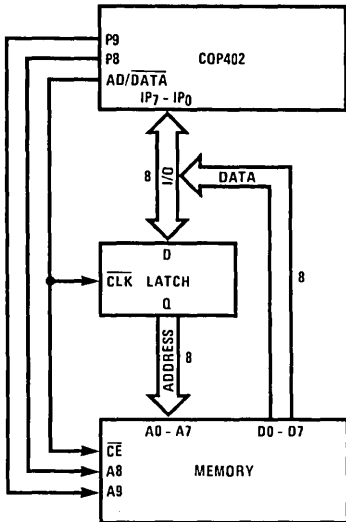 P9
P8 COP402
AD/DATA
IP7 - IP0
8 I/O DATA
8
D
CLK LATCH
Q
ADDRESS 8
A0 - A7 D0 - D7
CE
A8 MEMORY
A9